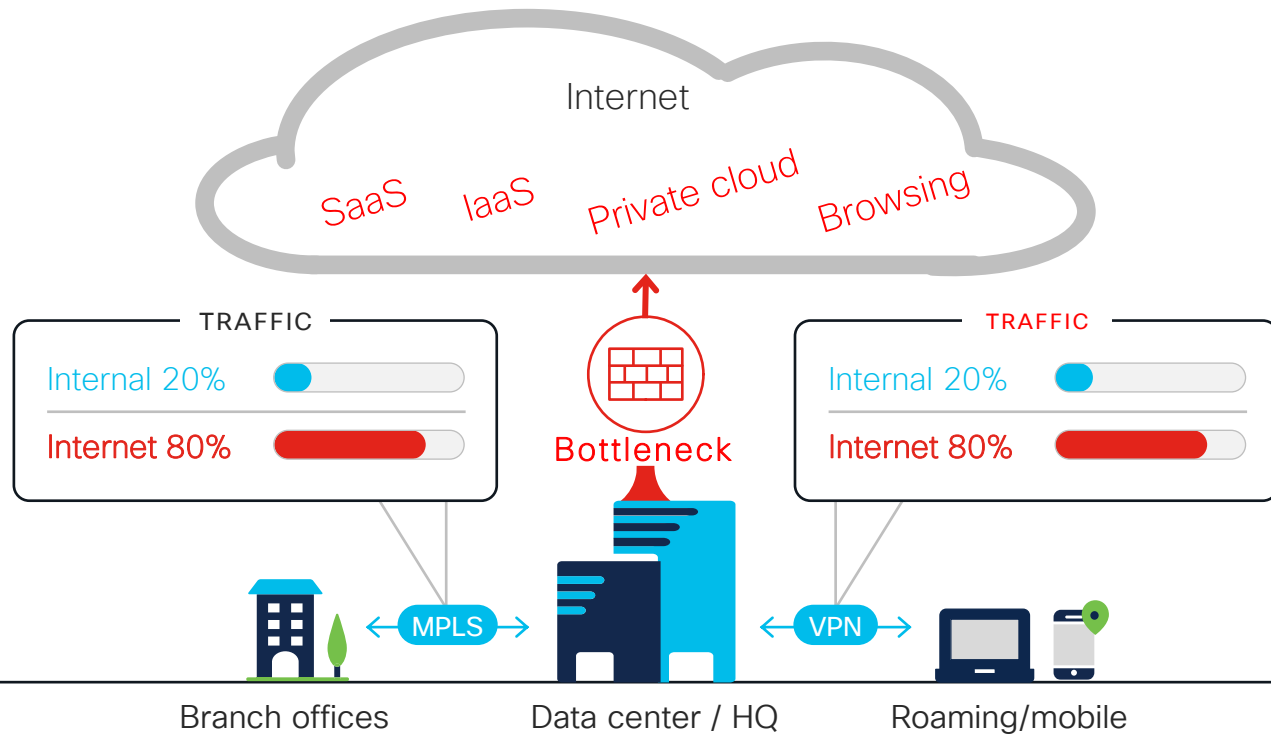 Internet
SaaS
IaaS
Private cloud
Browsing
TRAFFIC
Internal 20%
Internet 80%
Bottleneck
TRAFFIC
Internal 20%
Internet 80%
MPLS
VPN
Branch offices
Data center / HQ
Roaming/mobile